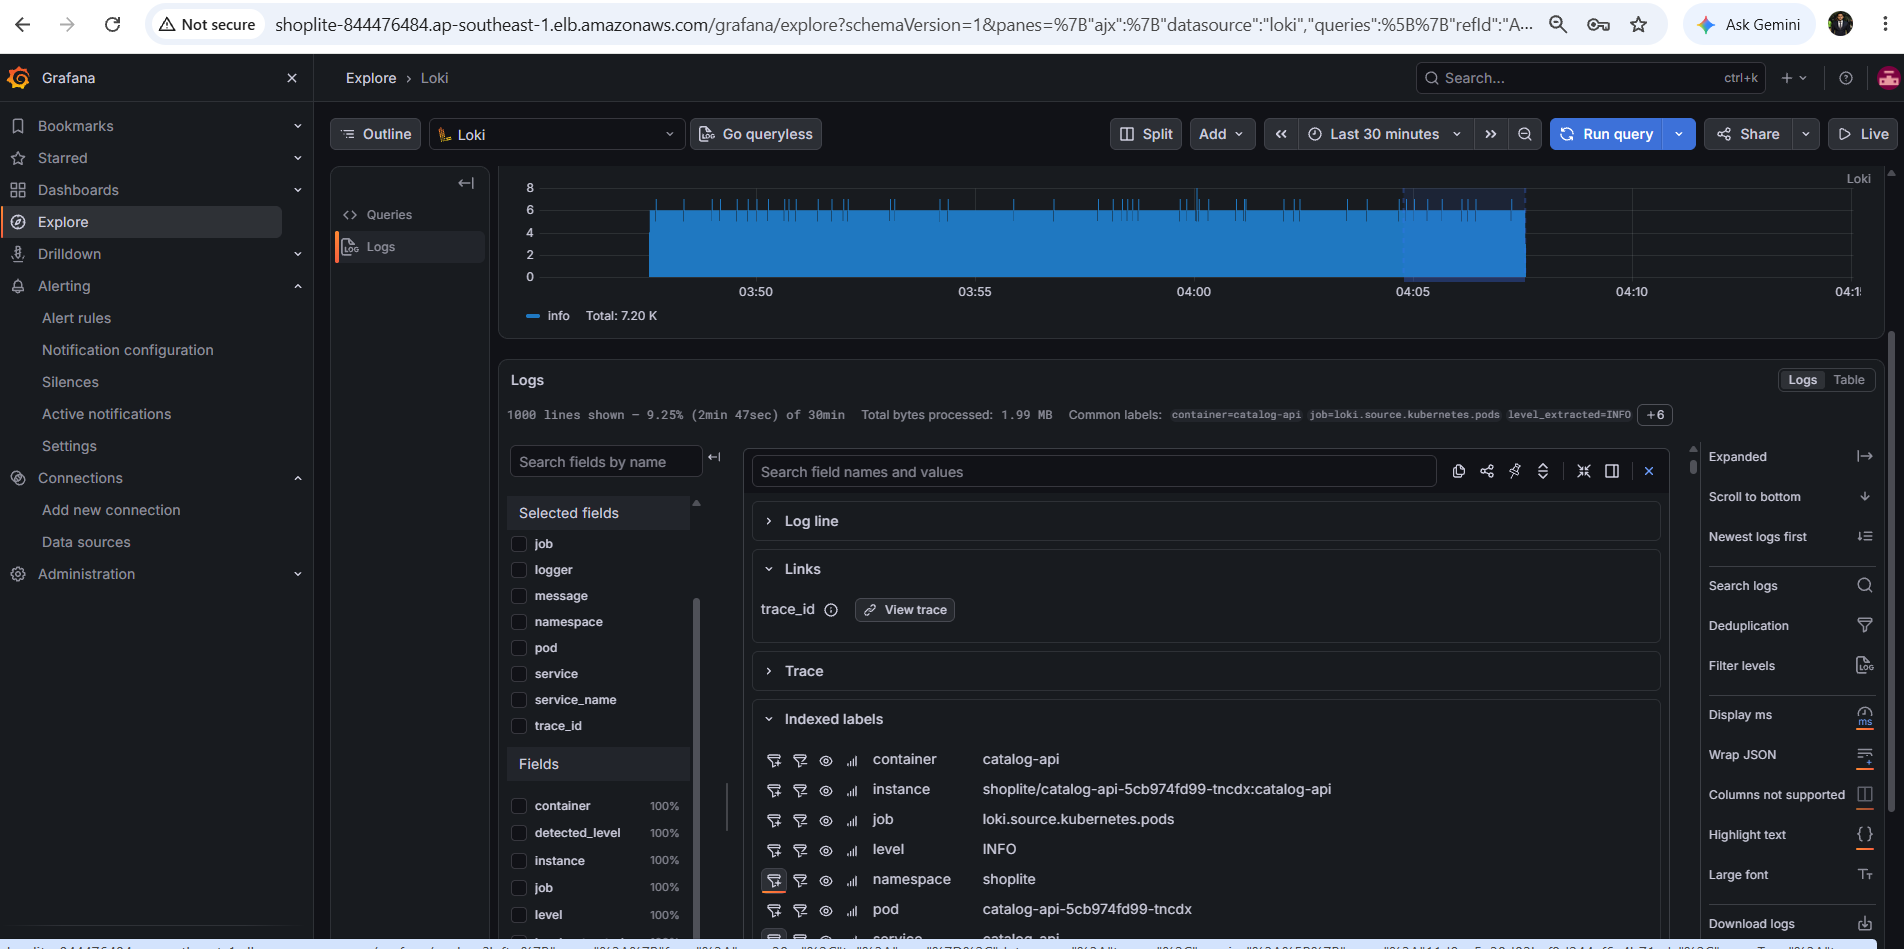 Not secure
shoplite-844476484.ap-southeast-1.elb.amazonaws.com/grafana/explore?schemaVersion=1&panes=%7B"ajx":%7B"datasource":"loki","queries":%5B%7B"refId":"A...
Ask Gemini
Grafana
Explore › Loki
Search... ctrl+k
Bookmarks
Starred
Dashboards
Explore
Drilldown
Alerting
Alert rules
Notification configuration
Silences
Active notifications
Settings
Connections
Add new connection
Data sources
Administration
Outline
Loki
Go queryless
Split
Add
Last 30 minutes
Run query
Share
Live
Queries
Logs
Loki
8
6
4
2
0
03:50 03:55 04:00 04:05 04:10
info Total: 7.20 K
Logs
Logs Table
1000 lines shown — 9.25% (2min 47sec) of 30min Total bytes processed: 1.99 MB Common labels: container=catalog-api job=loki.source.kubernetes.pods level_extracted=INFO +6
Search fields by name
Selected fields
job
logger
message
namespace
pod
service
service_name
trace_id
Fields
container 100%
detected_level 100%
instance 100%
job 100%
level 100%
Search field names and values
Log line
Links
trace_id View trace
Trace
Indexed labels
container catalog-api
instance shoplite/catalog-api-5cb974fd99-tncdx:catalog-api
job loki.source.kubernetes.pods
level INFO
namespace shoplite
pod catalog-api-5cb974fd99-tncdx
service catalog-api
Expanded
Scroll to bottom
Newest logs first
Search logs
Deduplication
Filter levels
Display ms
Wrap JSON
Columns not supported
Highlight text
Large font
Download logs